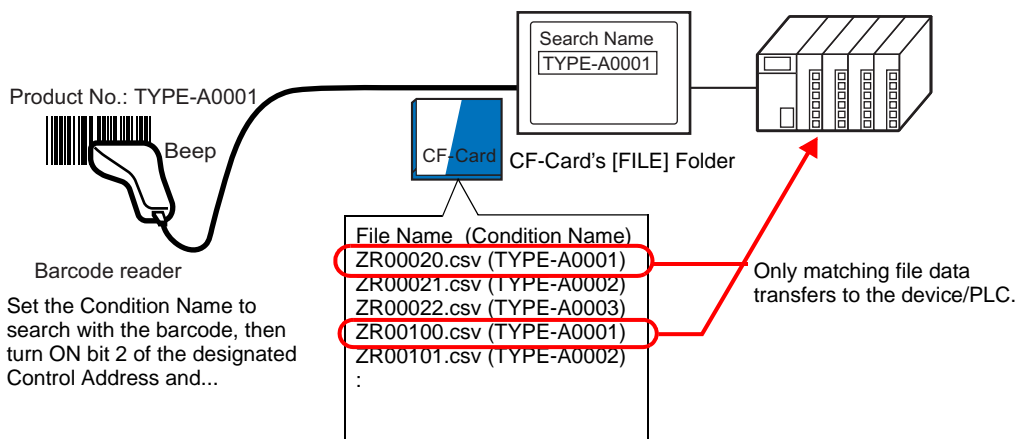 Search Name
TYPE-A0001
Product No.: TYPE-A0001
Beep
CF-Card
CF-Card's [FILE] Folder
File Name (Condition Name)
ZR00020.csv (TYPE-A0001)
ZR00021.csv (TYPE-A0002)
ZR00022.csv (TYPE-A0003)
ZR00100.csv (TYPE-A0001)
ZR00101.csv (TYPE-A0002)
:
Barcode reader
Set the Condition Name to
search with the barcode, then
turn ON bit 2 of the designated
Control Address and...
Only matching file data
transfers to the device/PLC.